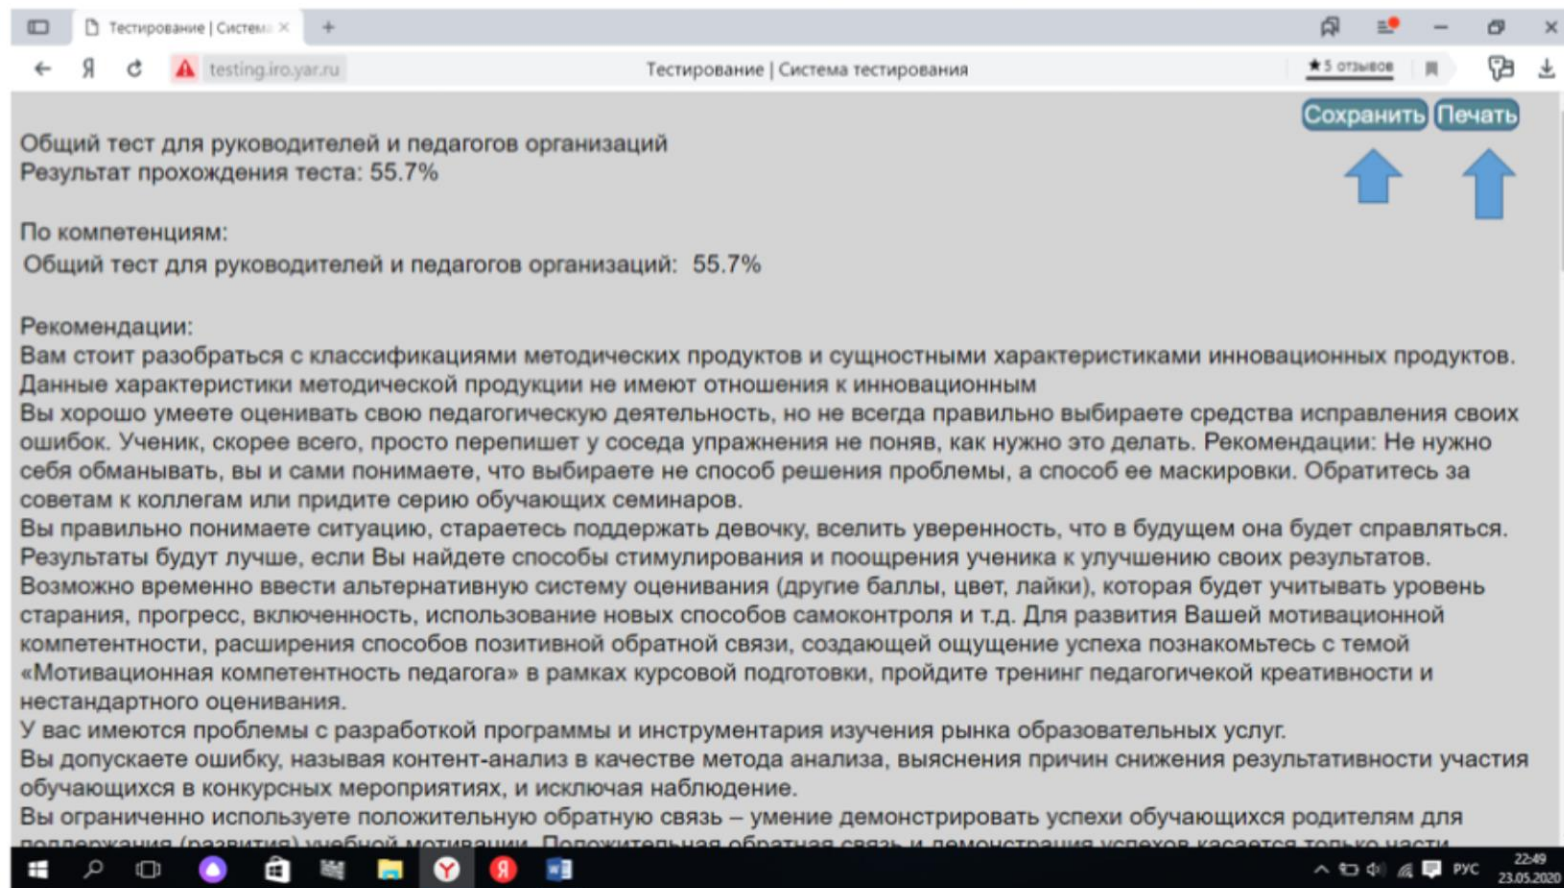 Тестирование | Систем
testing.iro.yar.ru
Тестирование | Система тестирования
★ 5 отзывов
Сохранить Печать
Общий тест для руководителей и педагогов организаций
Результат прохождения теста: 55.7%
По компетенциям:
Общий тест для руководителей и педагогов организаций: 55.7%
Рекомендации:
Вам стоит разобраться с классификациями методических продуктов и сущностными характеристиками инновационных продуктов.
Данные характеристики методической продукции не имеют отношения к инновационным
Вы хорошо умеете оценивать свою педагогическую деятельность, но не всегда правильно выбираете средства исправления своих
ошибок. Ученик, скорее всего, просто перепишет у соседа упражнения не поняв, как нужно это делать. Рекомендации: Не нужно
себя обманывать, вы и сами понимаете, что выбираете не способ решения проблемы, а способ ее маскировки. Обратитесь за
советам к коллегам или придите серию обучающих семинаров.
Вы правильно понимаете ситуацию, стараетесь поддержать девочку, вселить уверенность, что в будущем она будет справляться.
Результаты будут лучше, если Вы найдете способы стимулирования и поощрения ученика к улучшению своих результатов.
Возможно временно ввести альтернативную систему оценивания (другие баллы, цвет, лайки), которая будет учитывать уровень
старания, прогресс, включенность, использование новых способов самоконтроля и т.д. Для развития Вашей мотивационной
компетентности, расширения способов позитивной обратной связи, создающей ощущение успеха познакомьтесь с темой
«Мотивационная компетентность педагога» в рамках курсовой подготовки, пройдите тренинг педагогичекой креативности и
нестандартного оценивания.
У вас имеются проблемы с разработкой программы и инструментария изучения рынка образовательных услуг.
Вы допускаете ошибку, называя контент-анализ в качестве метода анализа, выяснения причин снижения результативности участия
обучающихся в конкурсных мероприятиях, и исключая наблюдение.
Вы ограниченно используете положительную обратную связь – умение демонстрировать успехи обучающихся родителям для
поддержания (развития) учебной мотивации. Положительная обратная связь и демонстрация успехов касается только части
РУС
22:49
23.05.2020